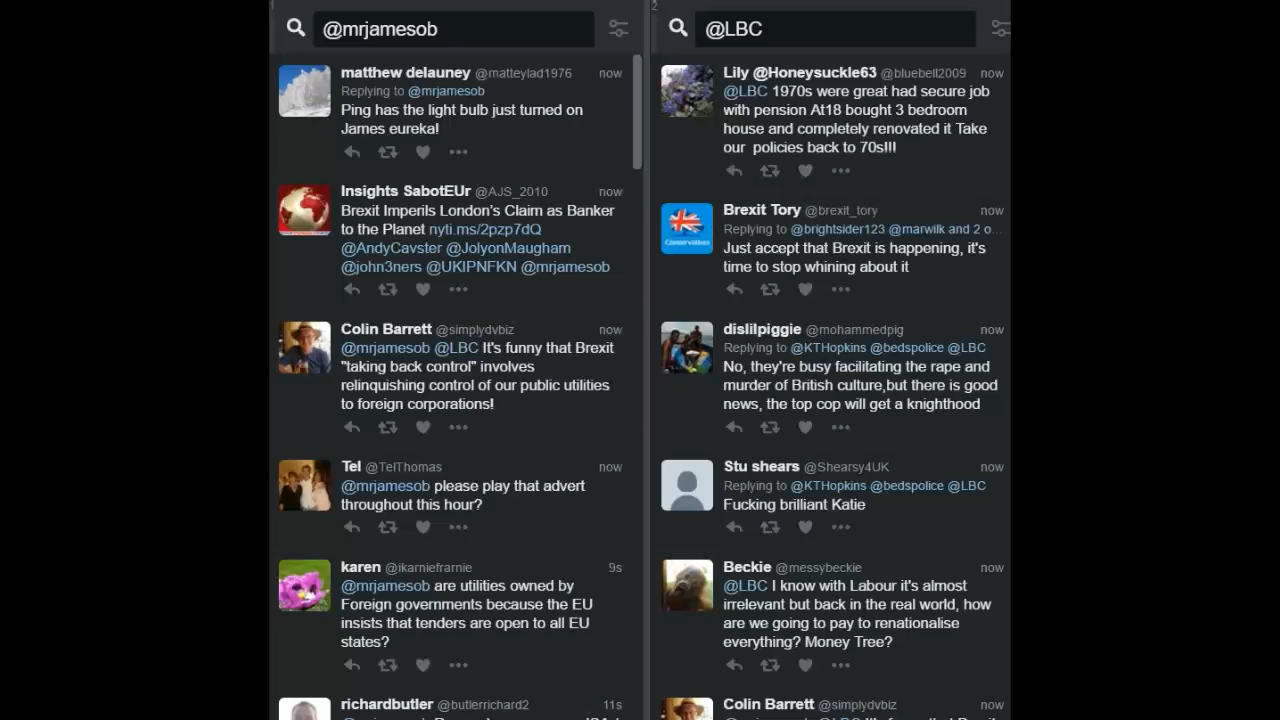 1
@mrjamesob
matthew delauney @matteylad1976 now
Replying to @mrjamesob
Ping has the light bulb just turned on
James eureka!
Insights SabotEUr @AJS_2010 now
Brexit Imperils London's Claim as Banker
to the Planet nyti.ms/2pzp7dQ
@AndyCavster @JolyonMaugham
@john3ners @UKIPNFKN @mrjamesob
Colin Barrett @simplydvbiz now
@mrjamesob @LBC It's funny that Brexit
"taking back control" involves
relinquishing control of our public utilities
to foreign corporations!
Tel @TelThomas now
@mrjamesob please play that advert
throughout this hour?
karen @ikarniefrarnie 9s
@mrjamesob are utilities owned by
Foreign governments because the EU
insists that tenders are open to all EU
states?
richardbutler @butlerrichard2 11s
2
@LBC
Lily @Honeysuckle63 @bluebell2009 now
@LBC 1970s were great had secure job
with pension At18 bought 3 bedroom
house and completely renovated it Take
our policies back to 70s!!!
Brexit Tory @brexit_tory now
Replying to @brightsider123 @marwilk and 2 o...
Conservatives
Just accept that Brexit is happening, it's
time to stop whining about it
dislilpiggie @mohammedpig now
Replying to @KTHopkins @bedspolice @LBC
No, they're busy facilitating the rape and
murder of British culture,but there is good
news, the top cop will get a knighthood
Stu shears @Shearsy4UK now
Replying to @KTHopkins @bedspolice @LBC
Fucking brilliant Katie
Beckie @messybeckie now
@LBC I know with Labour it's almost
irrelevant but back in the real world, how
are we going to pay to renationalise
everything? Money Tree?
Colin Barrett @simplydvbiz now